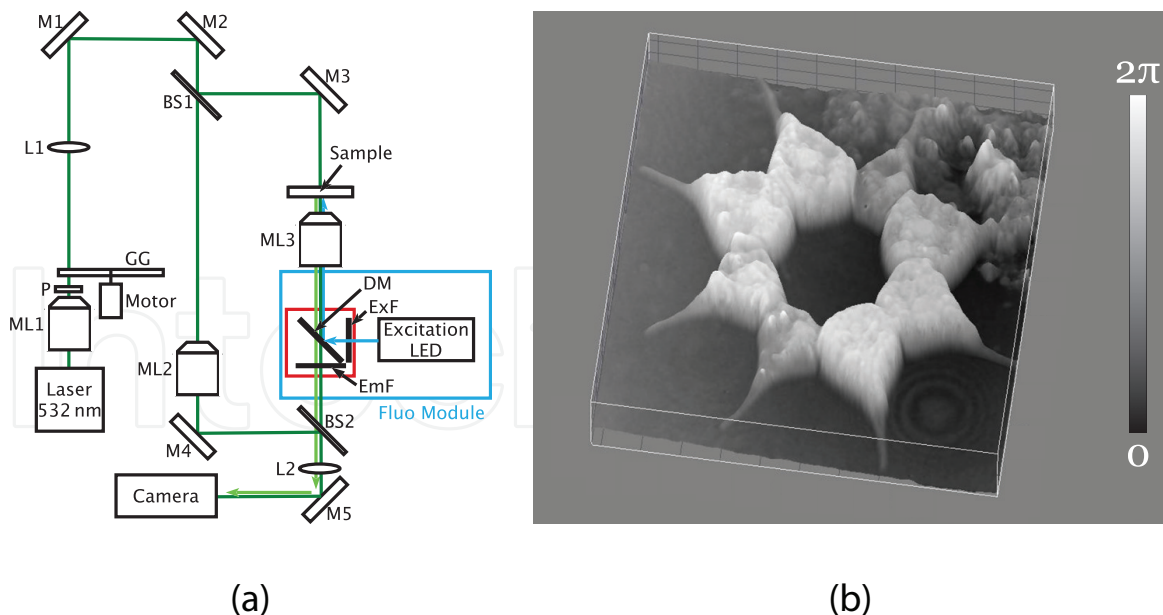 M1
M2
M3
BS1
L1
Sample
ML3
GG
P
Motor
ML1
DM
ExF
Excitation
LED
ML2
EmF
Laser
532 nm
Fluo Module
BS2
M4
L2
Camera
M5
2π
0
(a)
(b)